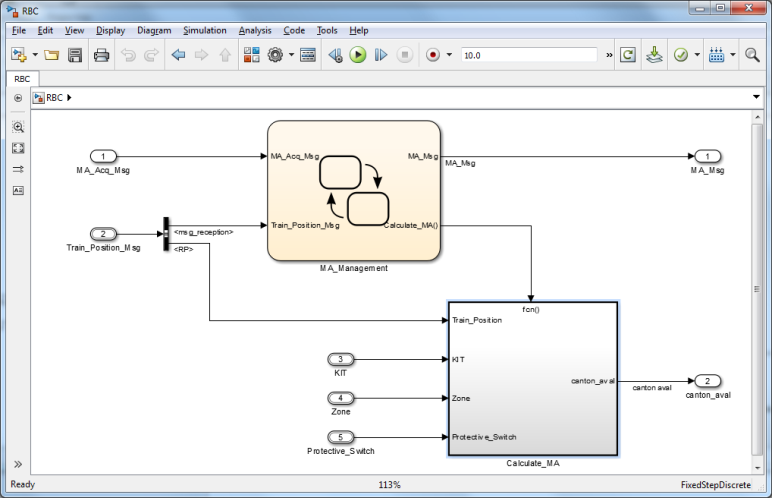 RBC
File Edit View Display Diagram Simulation Analysis Code Tools Help
10.0 »
RBC
RBC
1
MA_Acq_Msg
MA_Acq_Msg
MA_Msg
MA_Msg
1
MA_Msg
2
Train_Position_Msg
<msg_reception>
<RP>
Train_Position_Msg
Calculate_MA()
MA_Management
fcn()
Train_Position
3
KIT
KIT
canton_aval
canton aval
2
canton_aval
4
Zone
Zone
5
Protective_Switch
Protective_Switch
Calculate_MA
»
Ready 113% FixedStepDiscrete